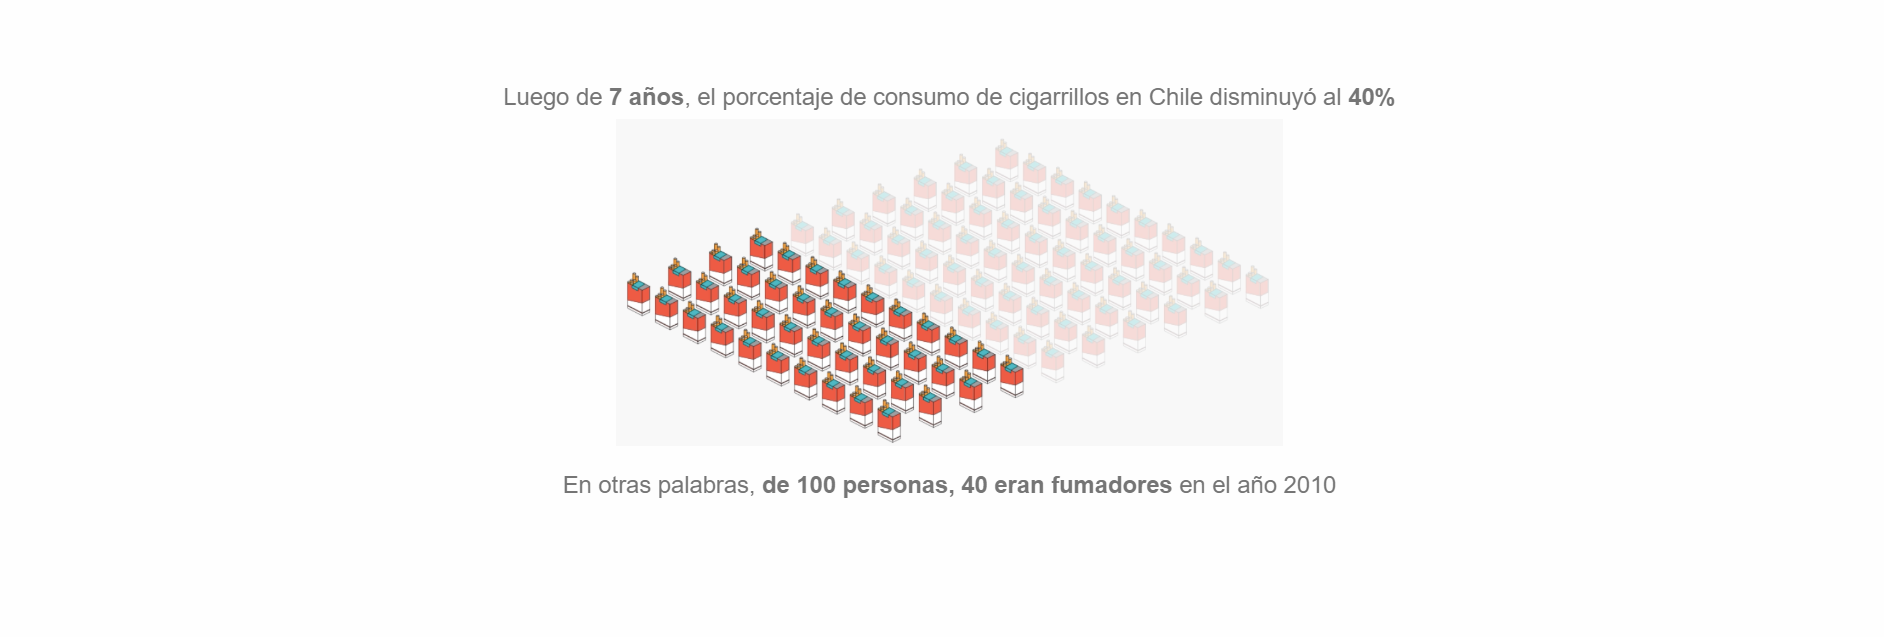 Luego de 7 años, el porcentaje de consumo de cigarrillos en Chile disminuyó al 40%
En otras palabras, de 100 personas, 40 eran fumadores en el año 2010